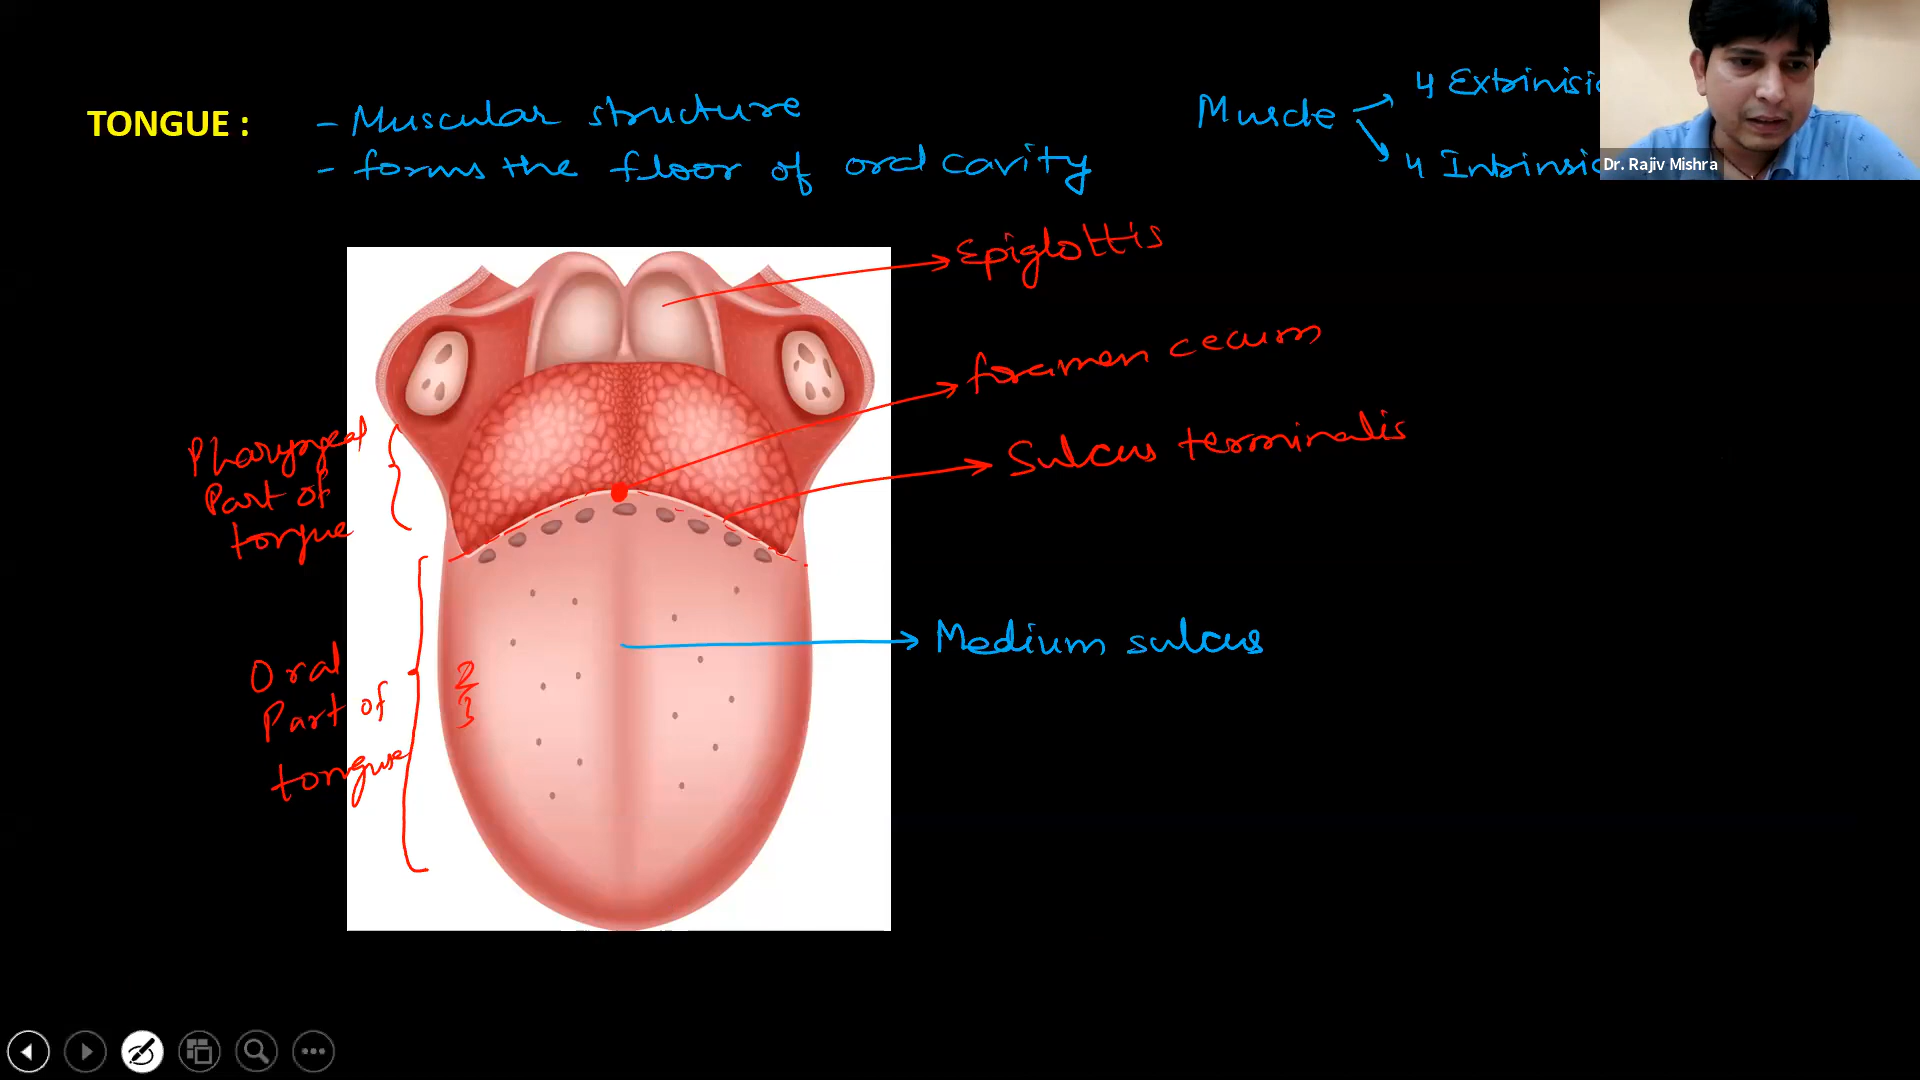 TONGUE :
- Muscular structure
- forms the floor of oral cavity
Muscle
4 Extrinisic
4 Intrinsic
Dr. Rajiv Mishra
Epiglottis
foramen cecum
Sulcus terminalis
Pharyngeal
Part of
tongue
Medium sulcus
Oral
Part of
tongue
2/3